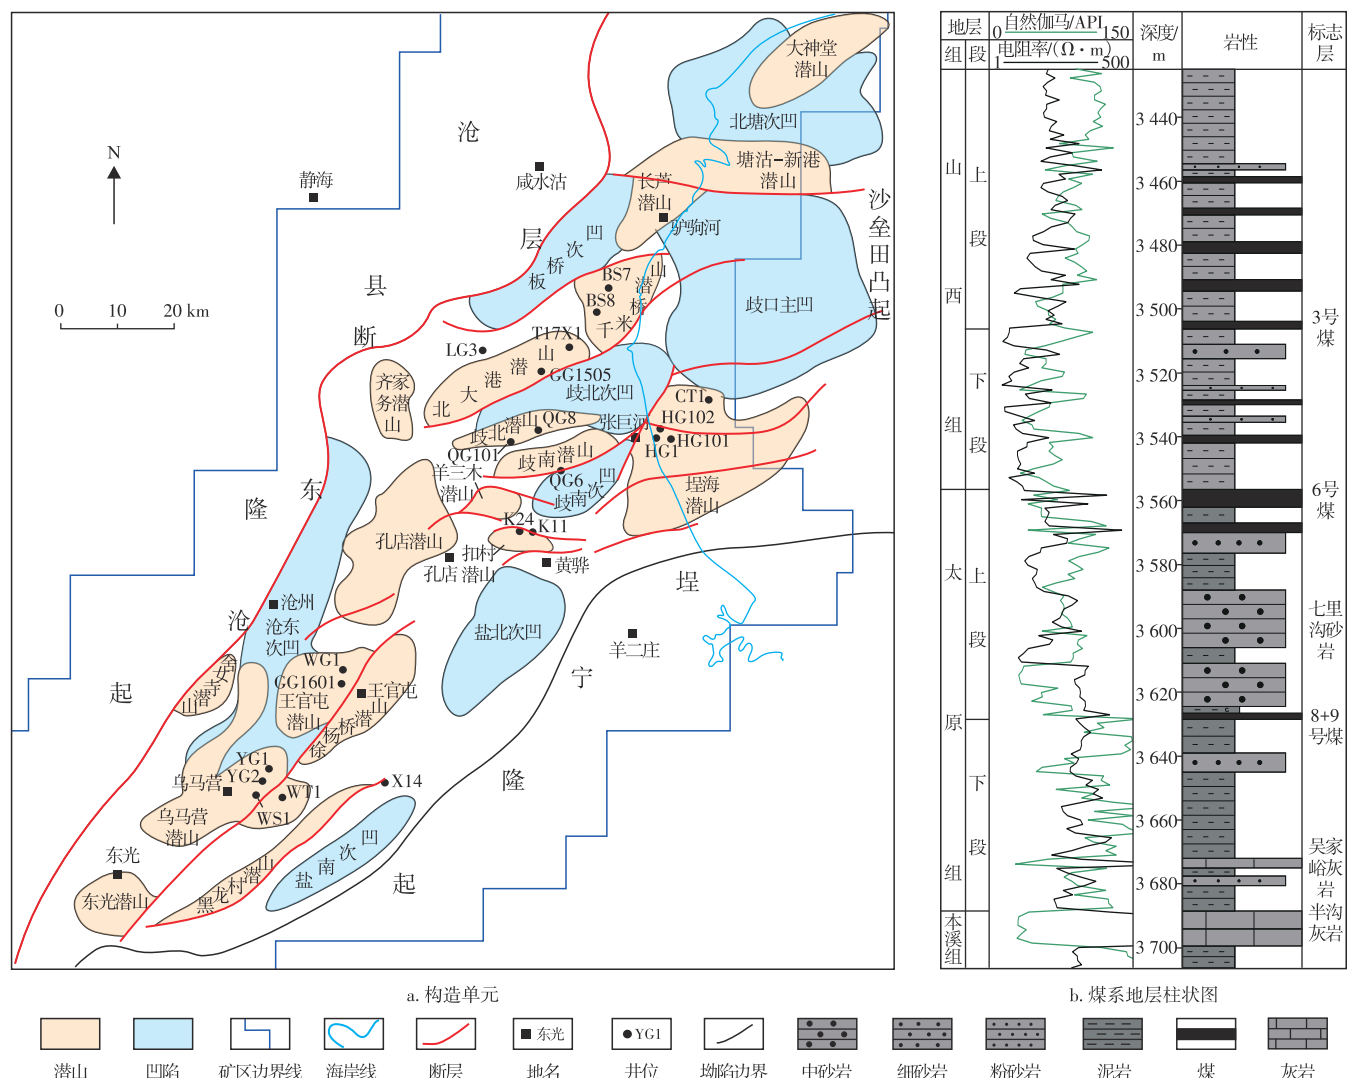 N
0 10 20 km
沧
县
隆
起
沧
东
断
层
埕
宁
隆
起
沙垒田凸起
静海
咸水沽
大神堂
潜山
北塘次凹
塘沽-新港
潜山
长芦
潜山
驴驹河
板桥次凹
歧口主凹
BS7
BS8
千米桥潜山
T17X1
LG3
GG1505
北大港潜山
齐家
务潜
山
歧北次凹
CT1
HG102
HG101
HG1
张巨河
歧北潜山
QG8
QG101
歧南潜山
QG6
歧南次凹
羊三木
潜山
埕海
潜山
K24
K11
扣村
潜山
黄骅
孔店潜山
孔店
沧州
沧东
次凹
盐北次凹
羊二庄
WG1
GG1601
王官屯
潜山
王官屯
徐杨桥潜山
舍女寺潜山
YG1
YG2
乌马营
WT1
WS1
乌马营
潜山
X14
黑龙村潜山
盐南次凹
东光
东光潜山
a. 构造单元
地层
组 段
0 自然伽马/API 150
电阻率/(Ω·m)
1 500
深度/
m
岩性
标志
层
山西组
上段
下段
太原组
上段
下段
本溪组
3 440
3 460
3 480
3 500
3 520
3 540
3 560
3 580
3 600
3 620
3 640
3 660
3 680
3 700
C
3号
煤
6号
煤
七里
沟砂
岩
8+9
号煤
吴家
峪灰
岩
半沟
灰岩
b. 煤系地层柱状图
东光
YG1
潜山 凹陷 矿区边界线 海岸线 断层 地名 井位 坳陷边界 中砂岩 细砂岩 粉砂岩 泥岩 煤 灰岩